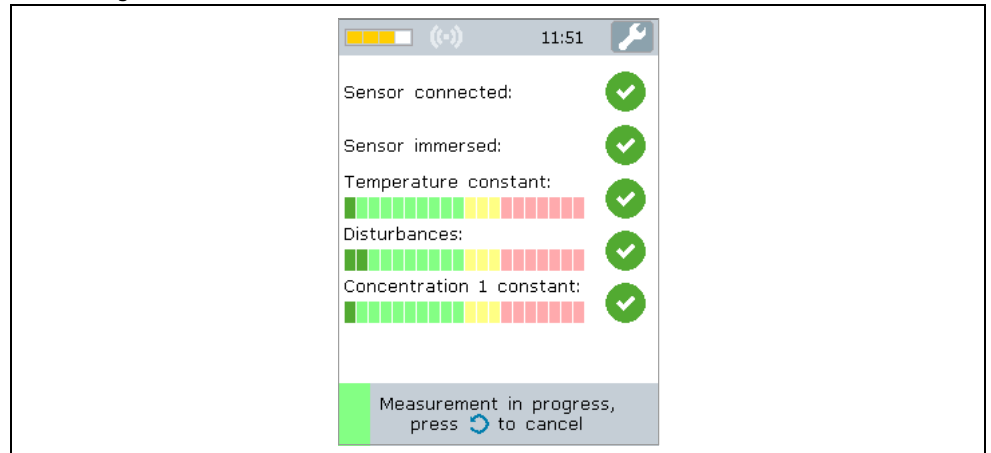 11:51
Sensor connected:
Sensor immersed:
Temperature constant:
Disturbances:
Concentration 1 constant:
Measurement in progress,
press to cancel